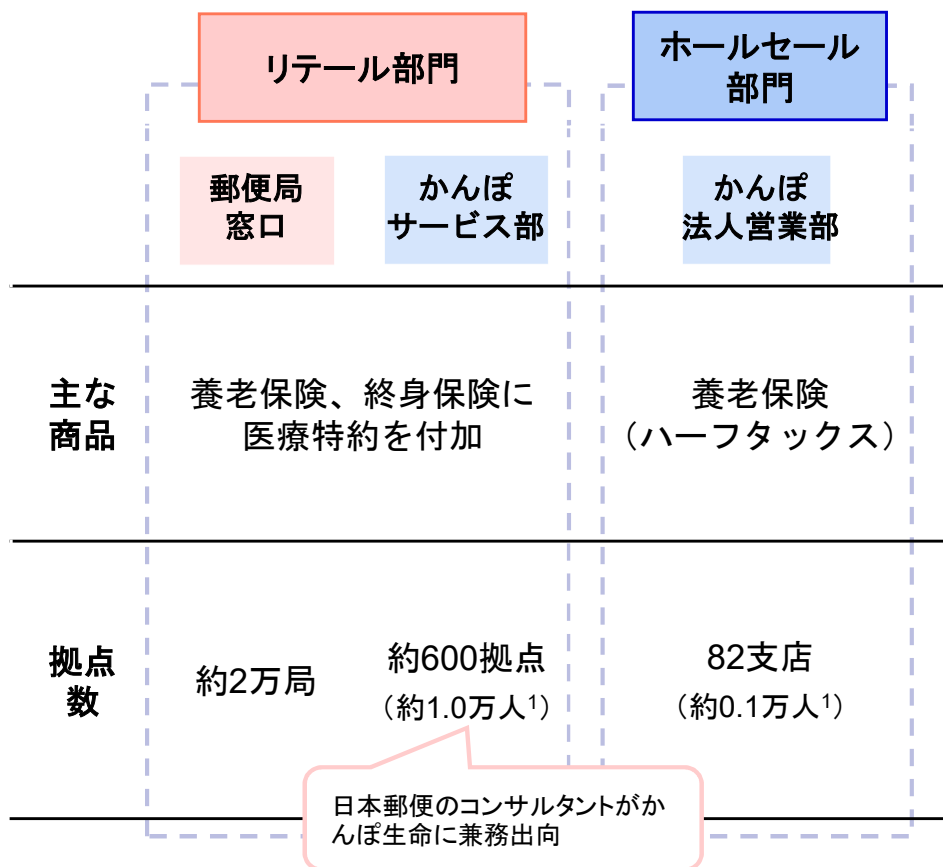 リテール部門
ホールセール
部門
郵便局
窓口
かんぽ
サービス部
かんぽ
法人営業部
主な
商品
養老保険、終身保険に
医療特約を付加
養老保険
（ハーフタックス）
拠点
数
約2万局
約600拠点
（約1.0万人1）
82支店
（約0.1万人1）
日本郵便のコンサルタントがか
んぽ生命に兼務出向